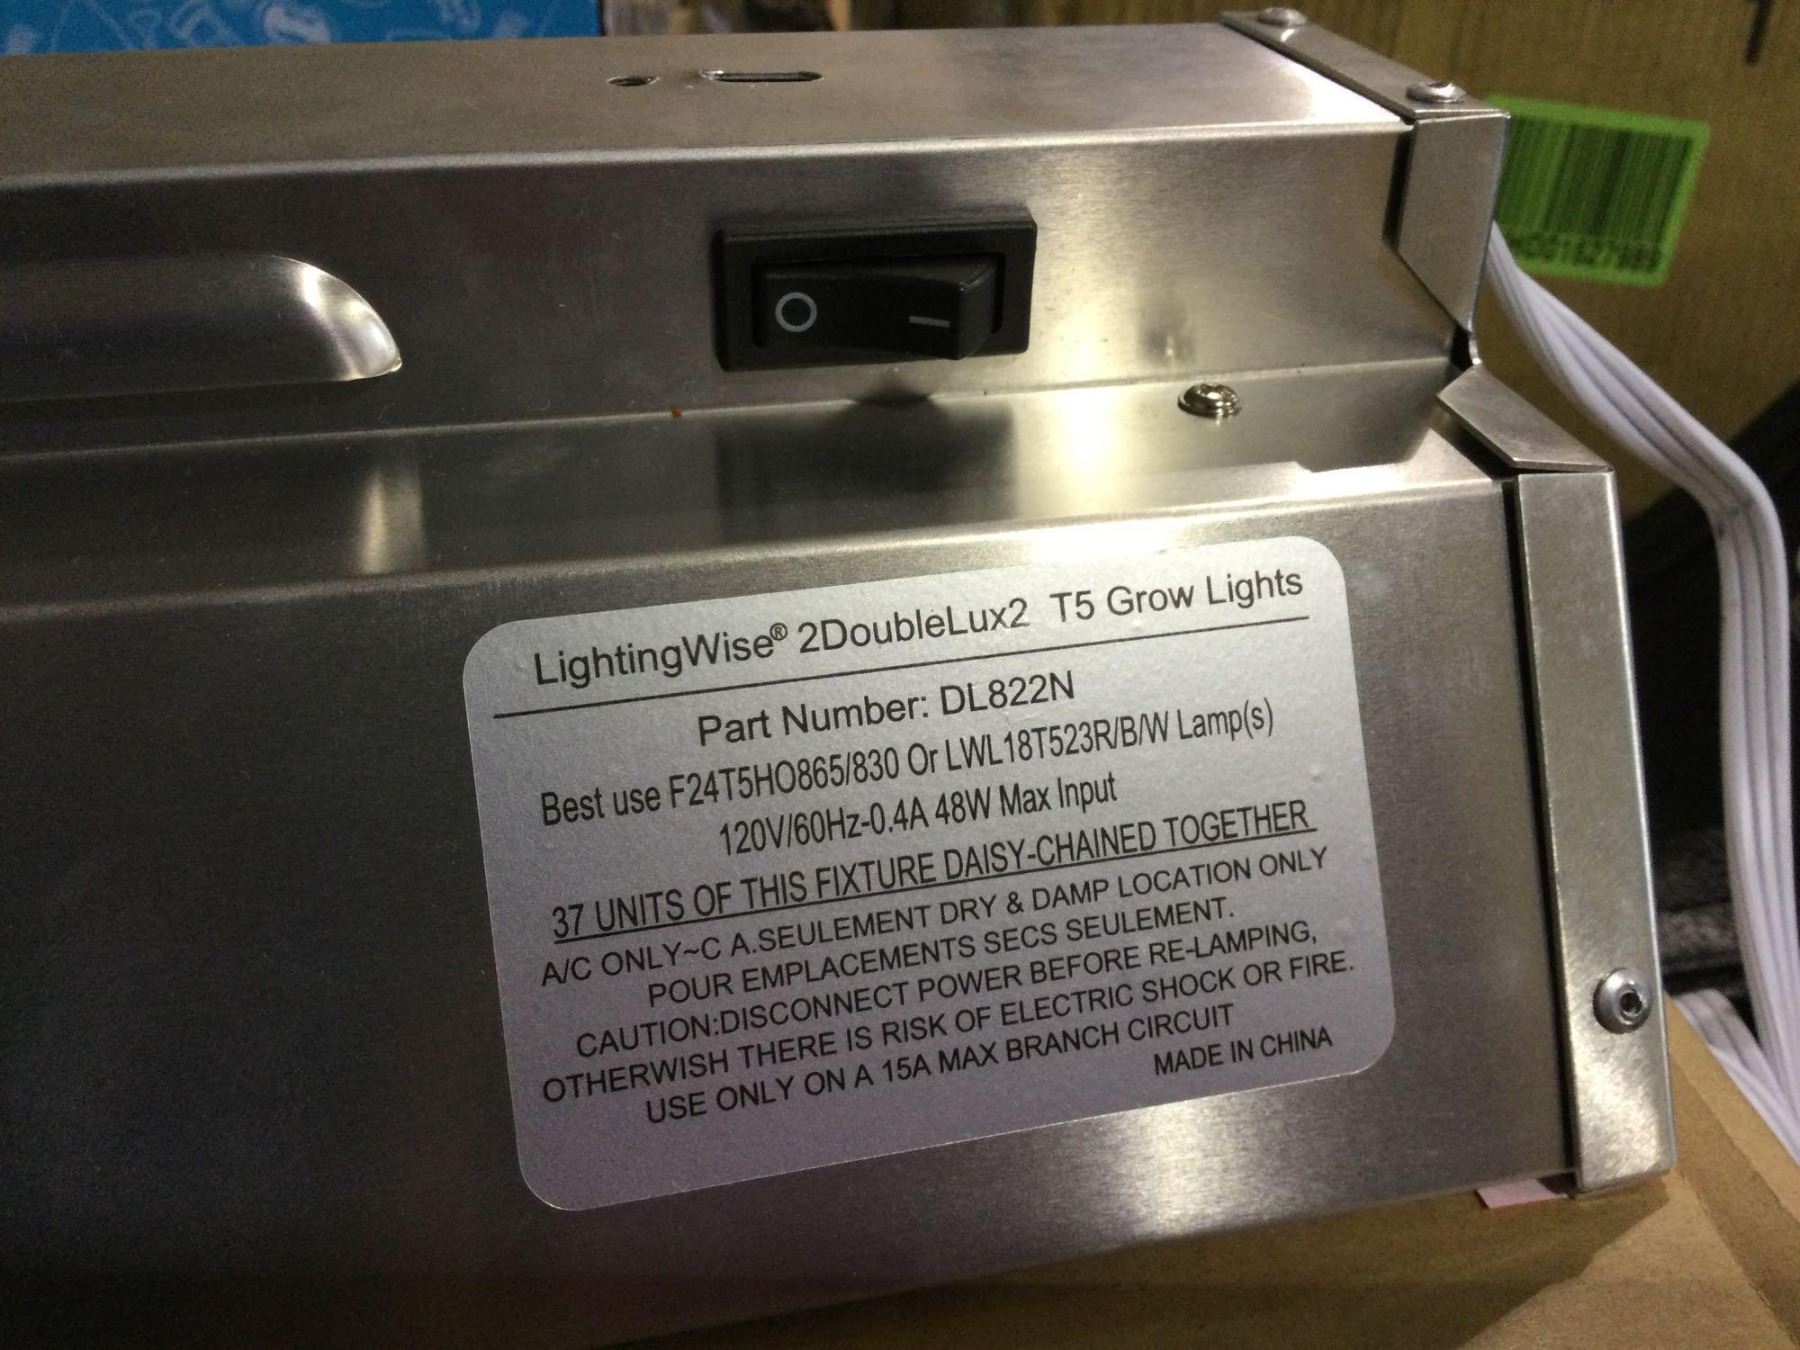 LightingWise® 2DoubleLux2 T5 Grow Lights
Part Number: DL822N
Best use F24T5HO865/830 Or LWL18T523R/B/W Lamp(s)
120V/60Hz-0.4A 48W Max Input
37 UNITS OF THIS FIXTURE DAISY-CHAINED TOGETHER
A/C ONLY~C A.SEULEMENT DRY & DAMP LOCATION ONLY
POUR EMPLACEMENTS SECS SEULEMENT.
CAUTION:DISCONNECT POWER BEFORE RE-LAMPING,
OTHERWISH THERE IS RISK OF ELECTRIC SHOCK OR FIRE.
USE ONLY ON A 15A MAX BRANCH CIRCUIT
MADE IN CHINA